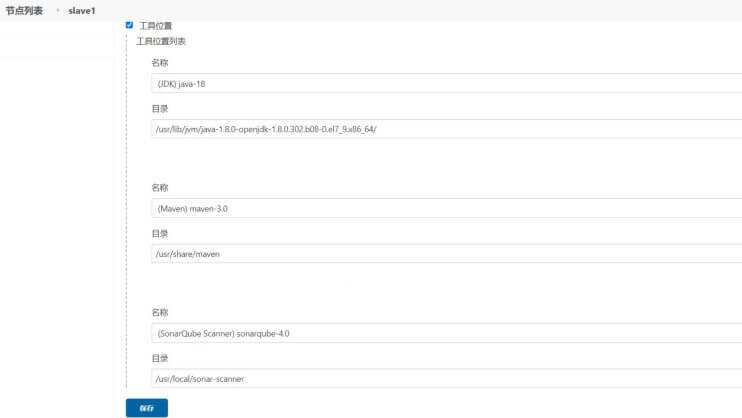 节点列表 › slave1
工具位置
工具位置列表
名称
(JDK) java-18
目录
/usr/lib/jvm/java-1.8.0-openjdk-1.8.0.302.b08-0.el7_9.x86_64/
名称
(Maven) maven-3.0
目录
/usr/share/maven
名称
(SonarQube Scanner) sonarqube-4.0
目录
/usr/local/sonar-scanner
保存